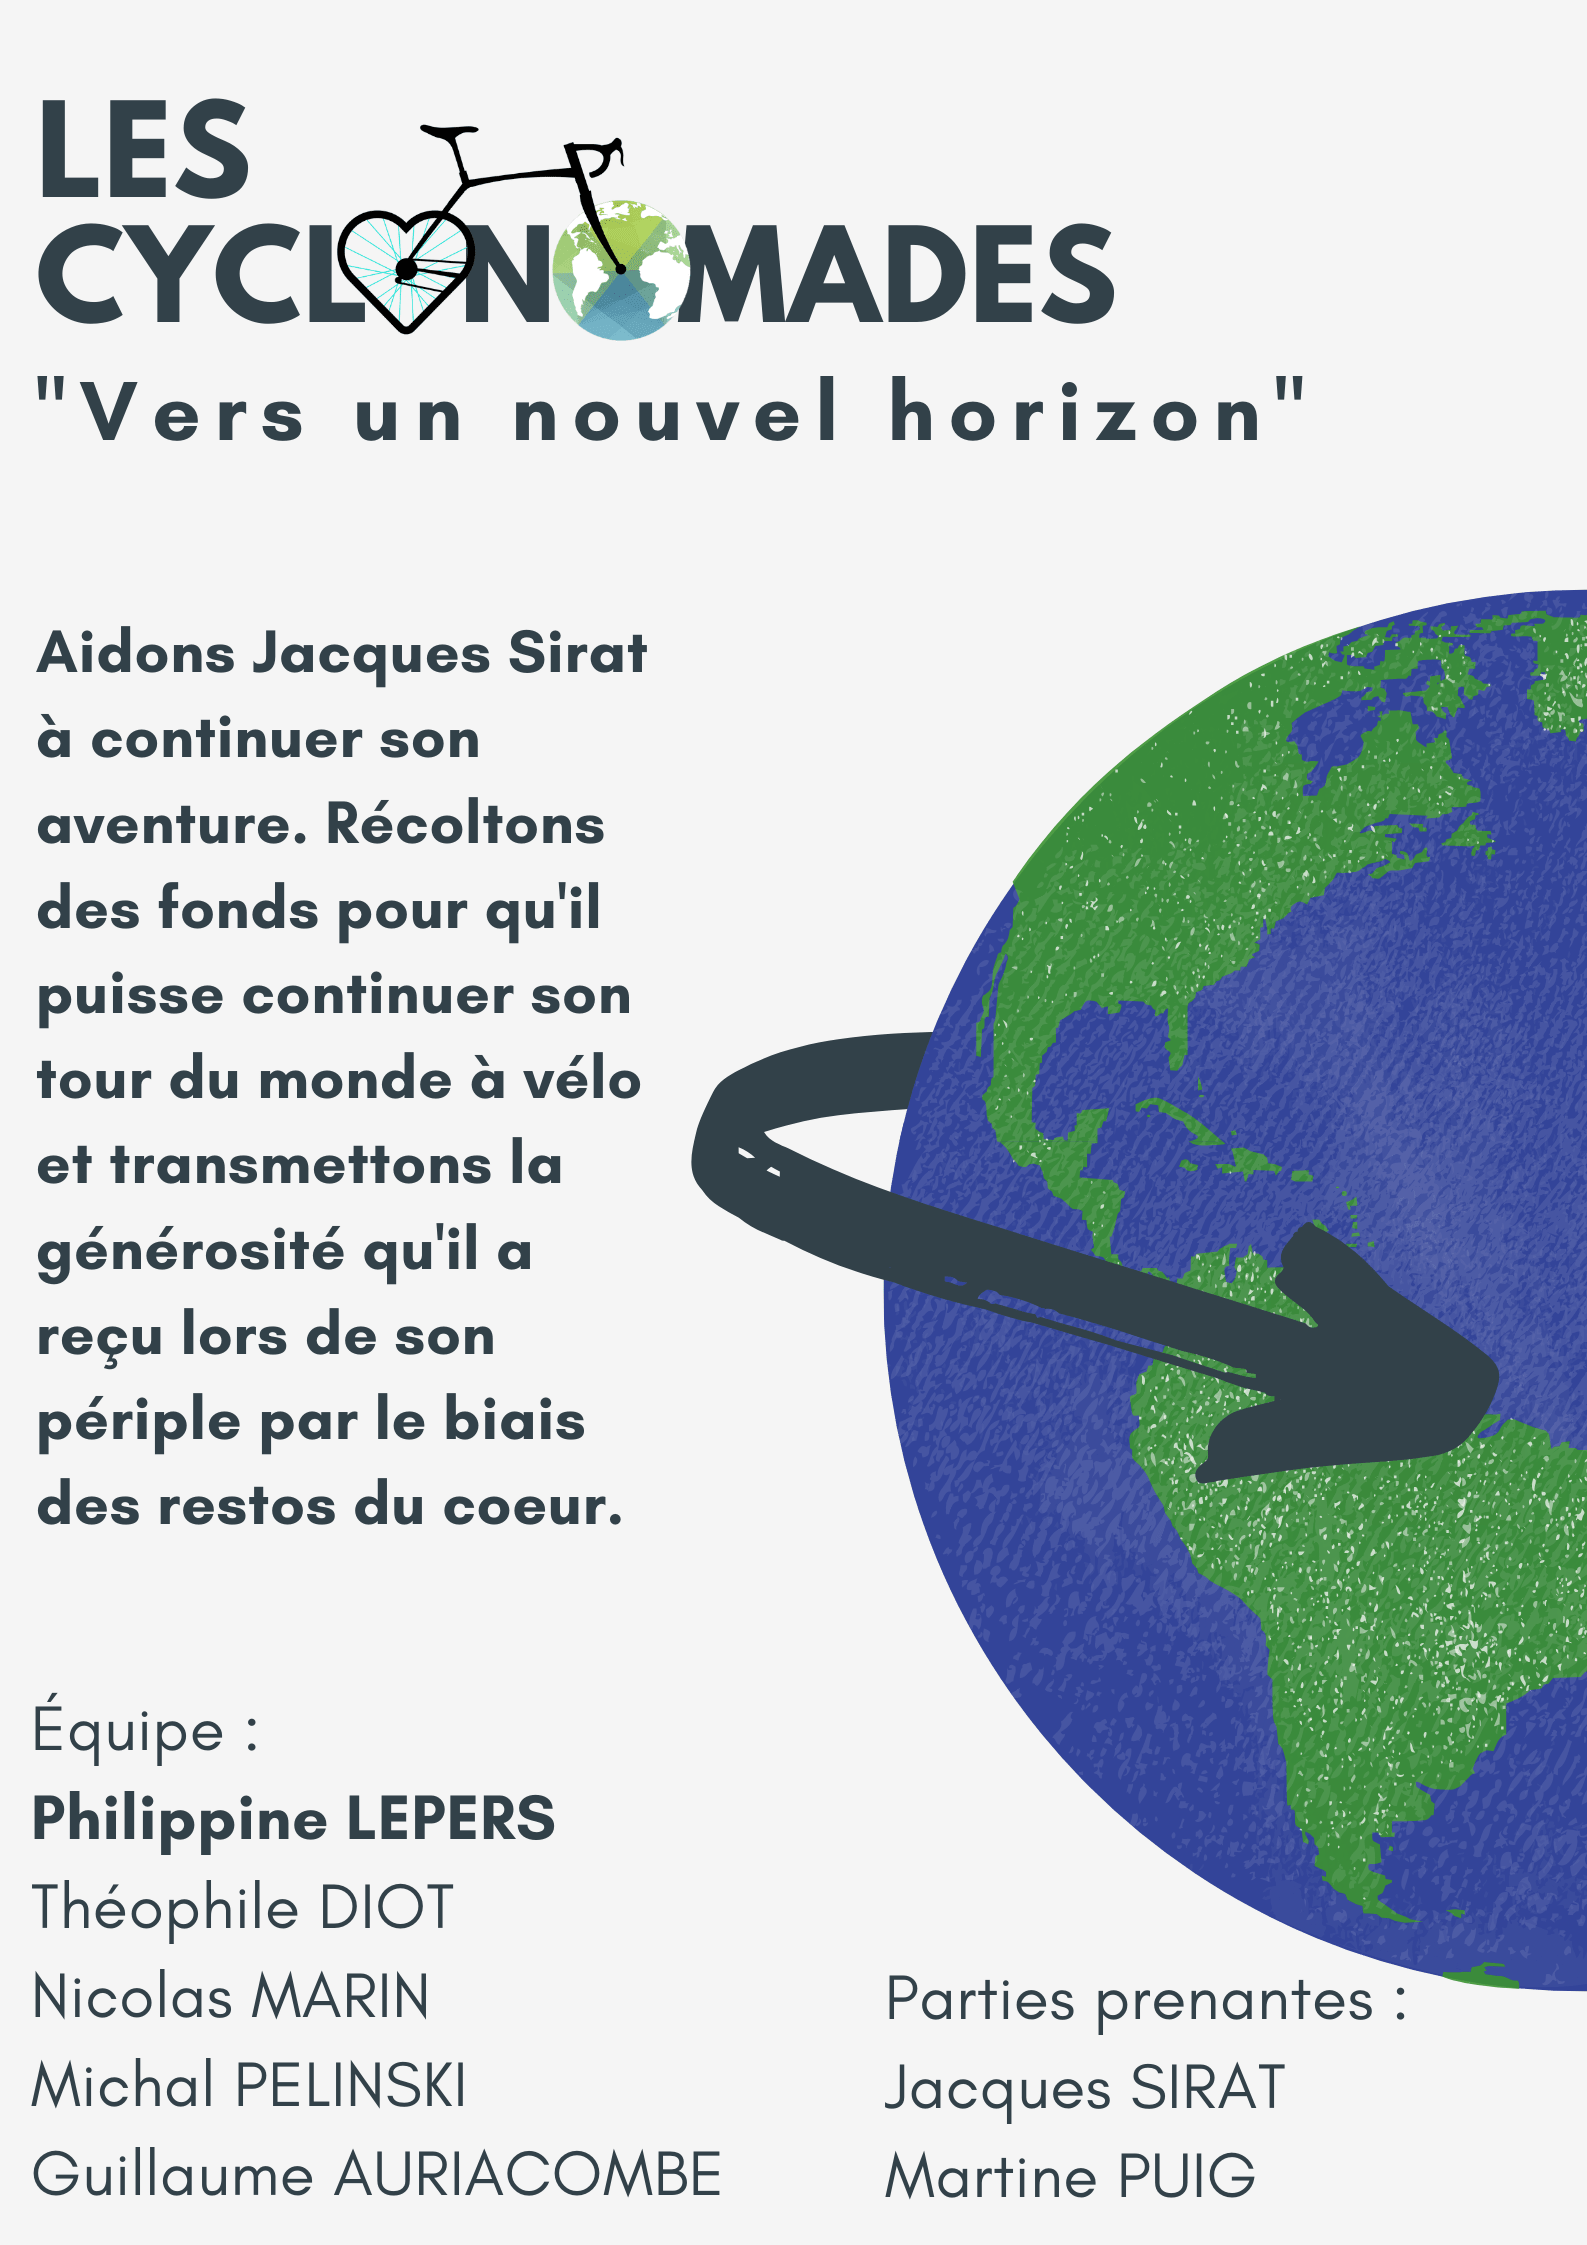 LES
CYCLONOMADES
"Vers un nouvel horizon"
Aidons Jacques Sirat
à continuer son
aventure. Récoltons
des fonds pour qu'il
puisse continuer son
tour du monde à vélo
et transmettons la
générosité qu'il a
reçu lors de son
périple par le biais
des restos du coeur.
Équipe :
Philippine LEPERS
Théophile DIOT
Nicolas MARIN
Michal PELINSKI
Guillaume AURIACOMBE
Parties prenantes :
Jacques SIRAT
Martine PUIG